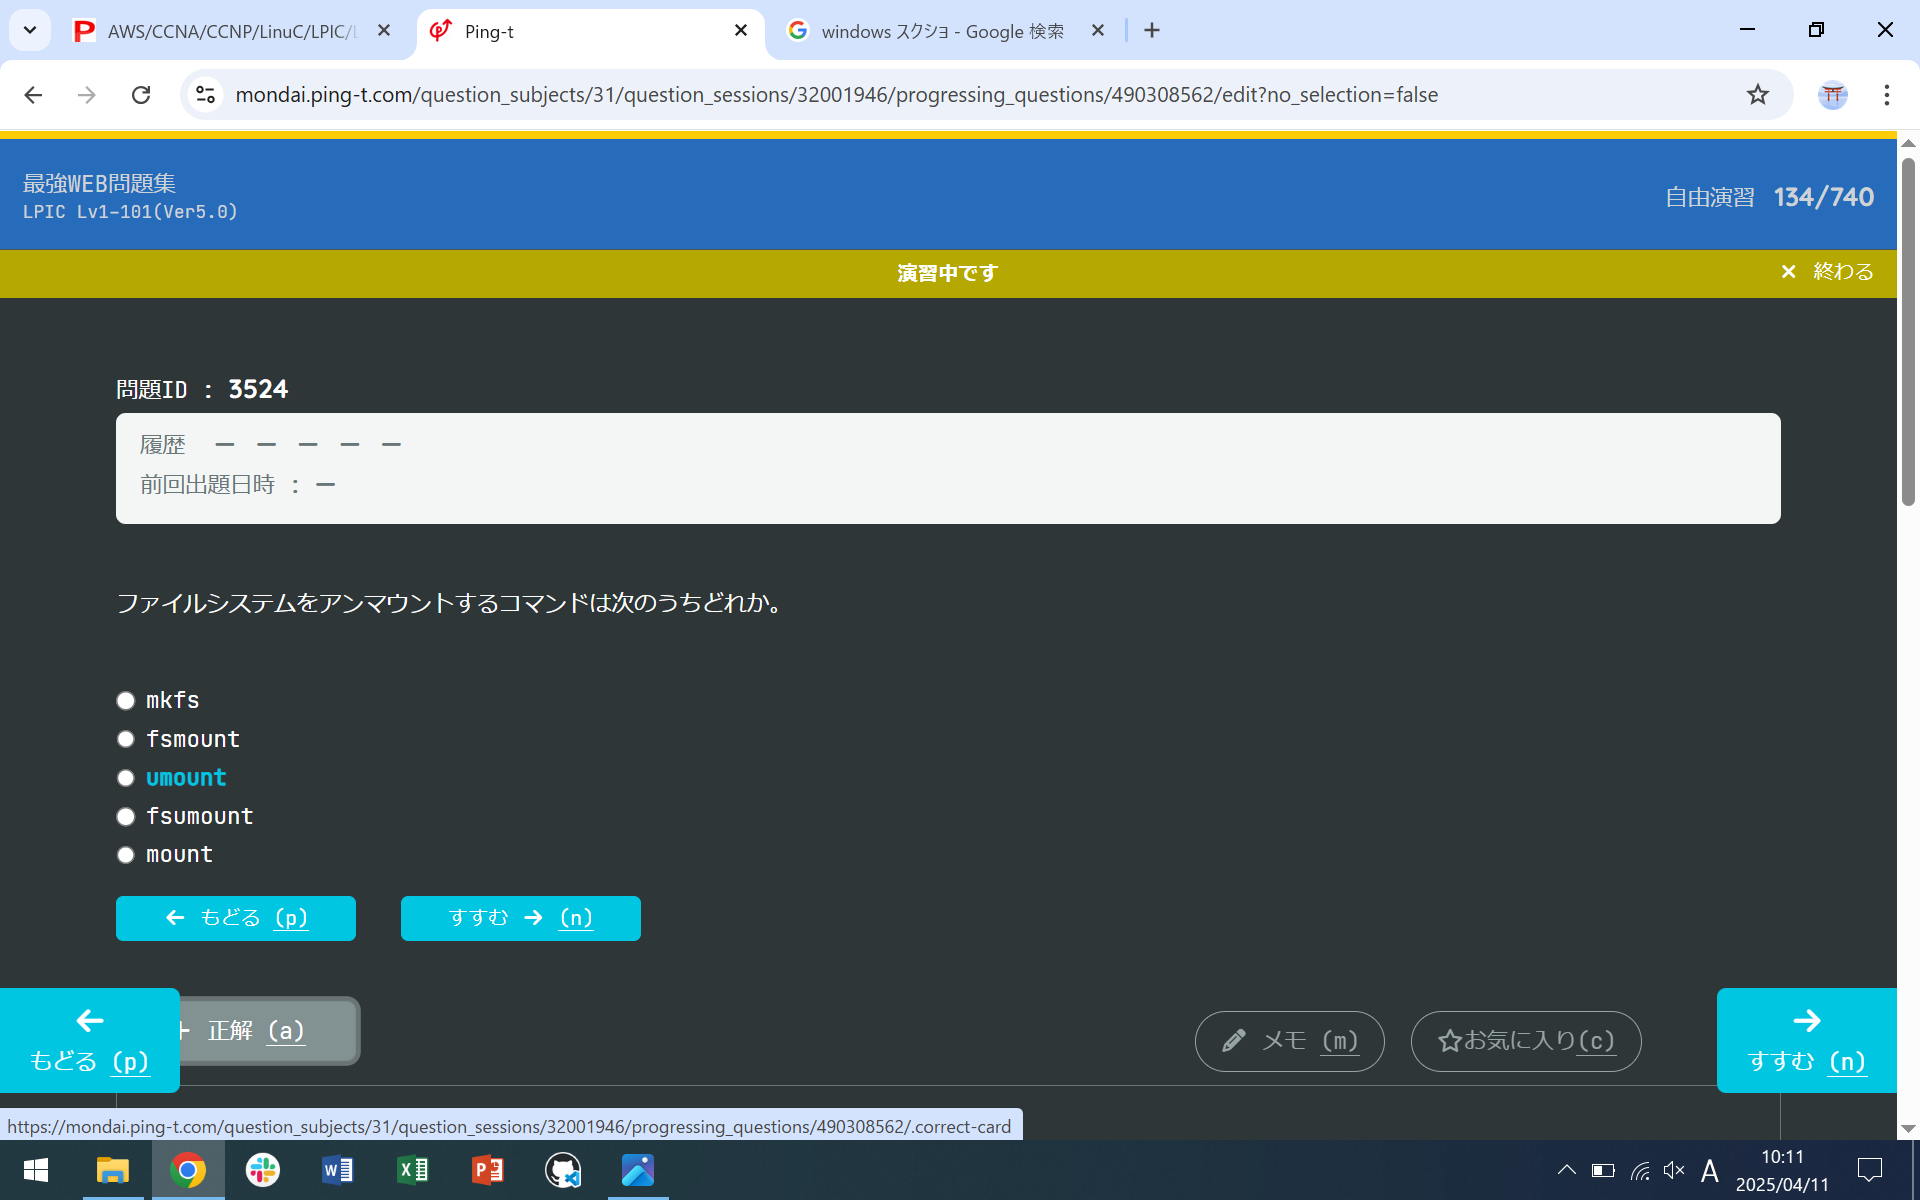 AWS/CCNA/CCNP/LinuC/LPIC/
Ping-t
windows スクショ - Google 検索
mondai.ping-t.com/question_subjects/31/question_sessions/32001946/progressing_questions/490308562/edit?no_selection=false
最強WEB問題集
LPIC Lv1-101(Ver5.0)
自由演習 134/740
演習中です
× 終わる
問題ID : 3524
履歴 ー ー ー ー ー
前回出題日時 : ー
ファイルシステムをアンマウントするコマンドは次のうちどれか。
mkfs
fsmount
umount
fsumount
mount
← もどる (p)
すすむ → (n)
← もどる (p)
+ 正解 (a)
メモ (m)
☆お気に入り(c)
→ すすむ (n)
https://mondai.ping-t.com/question_subjects/31/question_sessions/32001946/progressing_questions/490308562/.correct-card
A
10:11
2025/04/11